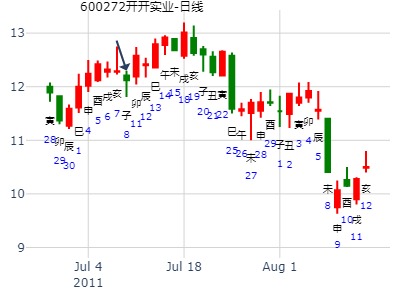 600272开开实业-日线
13
12
11
10
9
寅
28
卯
29
辰
30
巳
1
申
4
酉
5
戌
6
亥
7
子
8
卯
11
辰
12
巳
13
午
14
未
15
戌
18
亥
19
子
20
丑
21
寅
22
巳
25
午
26
未
27
申
28
酉
29
子
1
丑
2
寅
3
卯
4
辰
5
未
8
申
9
酉
10
戌
11
亥
12
Jul 4
2011
Jul 18
Aug 1